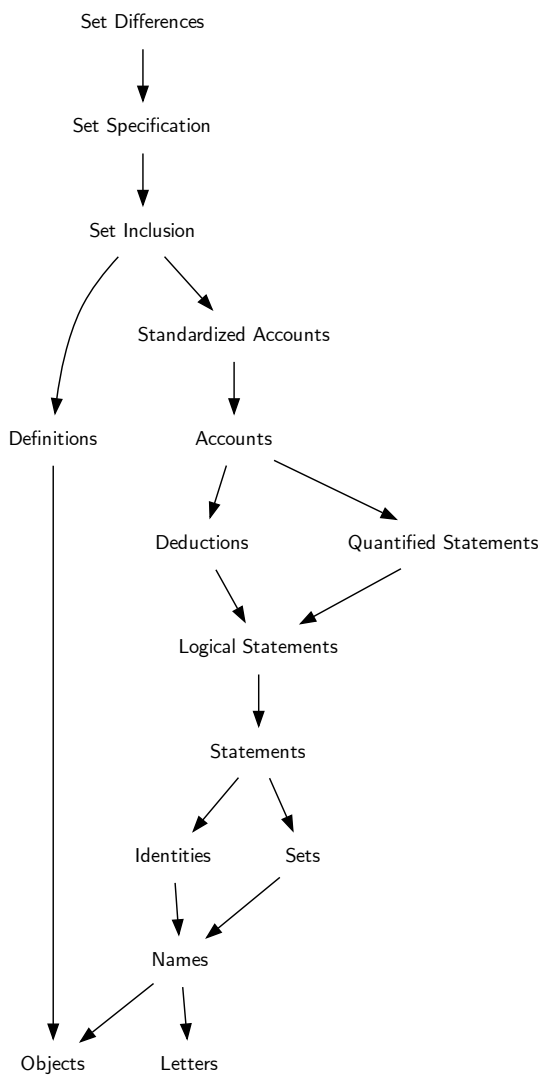 Set Differences
Set Specification
Set Inclusion
Standardized Accounts
Definitions
Accounts
Deductions
Quantified Statements
Logical Statements
Statements
Identities
Sets
Names
Objects
Letters